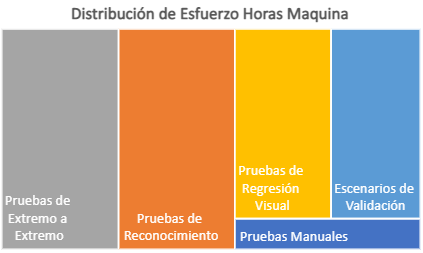 Distribución de Esfuerzo Horas Maquina
Pruebas de
Extremo a
Extremo
Pruebas de
Reconocimiento
Pruebas de
Regresión
Visual
Escenarios de
Validación
Pruebas Manuales